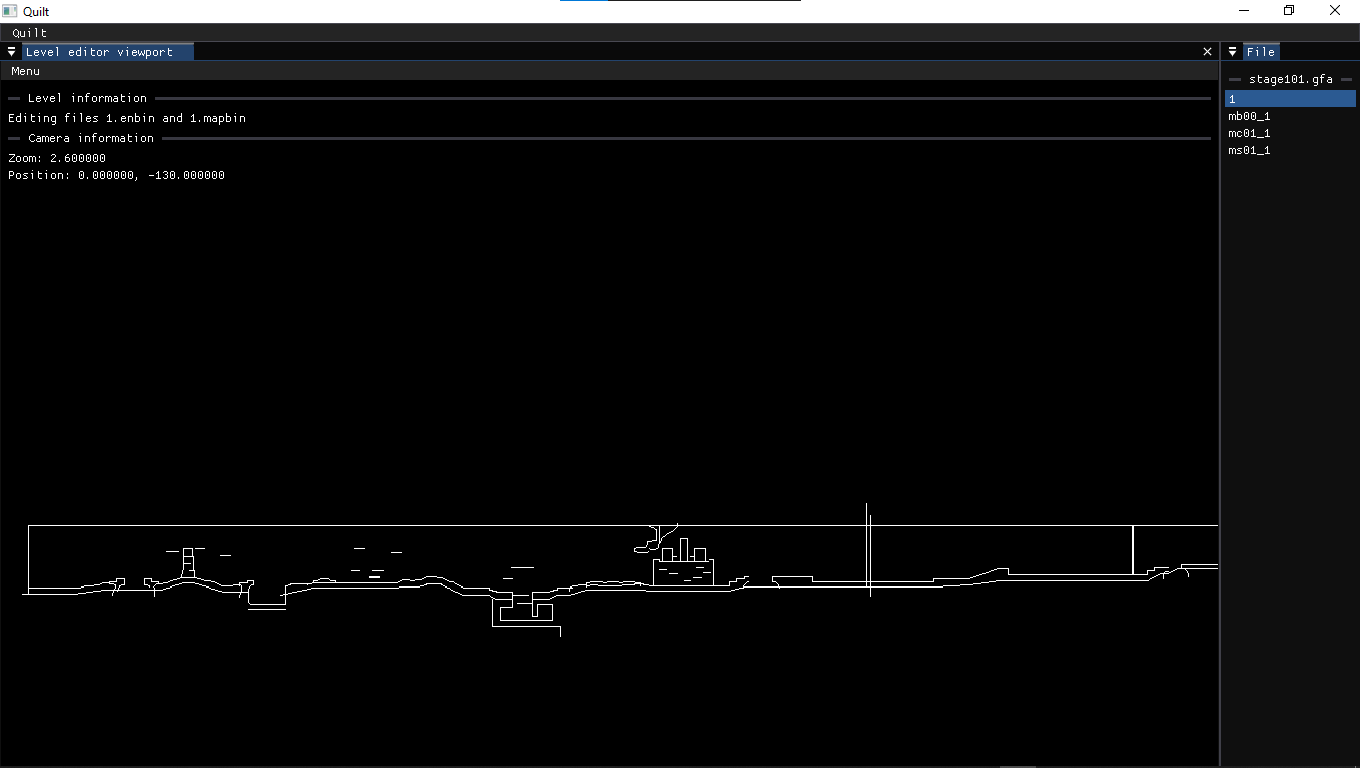 Quilt
Quilt
Level editor viewport
Menu
Level information
Editing files 1.enbin and 1.mapbin
Camera information
Zoom: 2.600000
Position: 0.000000, -130.000000
File
stage101.gfa
1
mb00_1
mc01_1
ms01_1